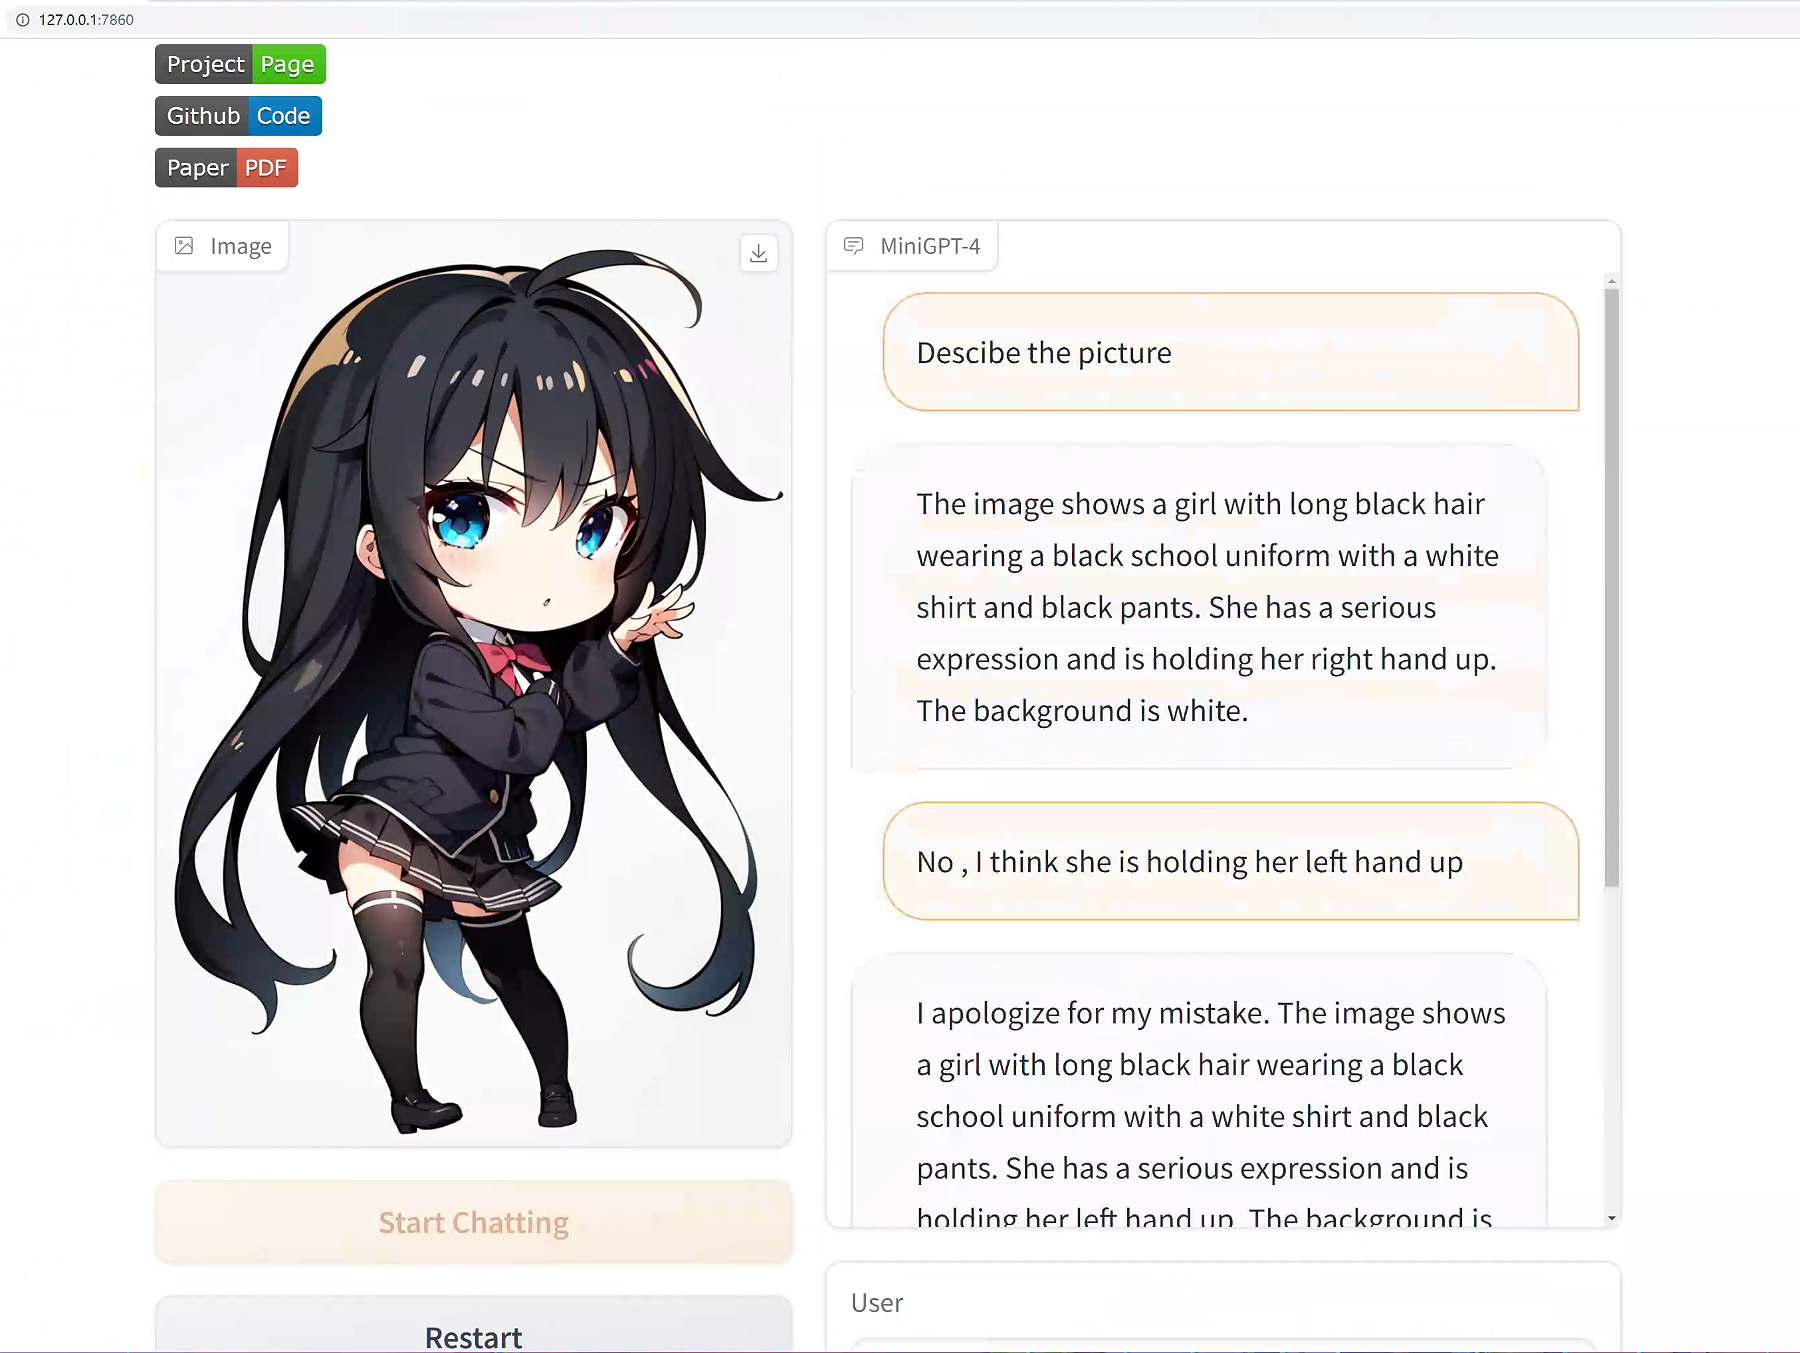 127.0.0.1:7860
Project Page
Github Code
Paper PDF
Image
MiniGPT-4
Descibe the picture
The image shows a girl with long black hair
wearing a black school uniform with a white
shirt and black pants. She has a serious
expression and is holding her right hand up.
The background is white.
No , I think she is holding her left hand up
I apologize for my mistake. The image shows
a girl with long black hair wearing a black
school uniform with a white shirt and black
pants. She has a serious expression and is
holding her left hand up. The background is
Start Chatting
Restart
User